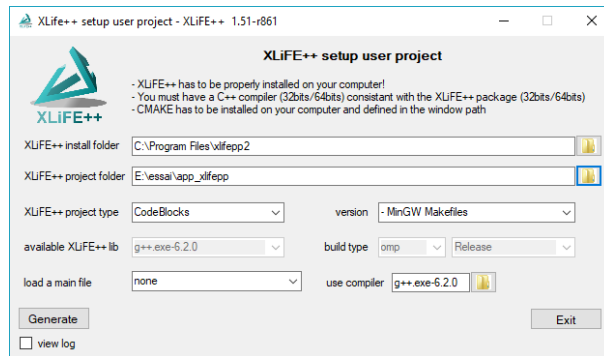 XLife++ setup user project - XLiFE++ 1.51-r861
XLiFE++ setup user project
- XLiFE++ has to be properly installed on your computer!
- You must have a C++ compiler (32bits/64bits) consistant with the XLiFE++ package (32bits/64bits)
- CMAKE has to be installed on your computer and defined in the window path
XLiFE++
XLiFE++ install folder C:\Program Files\xlifepp2
XLiFE++ project folder E:\essai\app_xlifepp
XLiFE++ project type CodeBlocks version - MinGW Makefiles
available XLiFE++ lib g++.exe-6.2.0 build type omp Release
load a main file none use compiler g++.exe-6.2.0
Generate Exit
view log